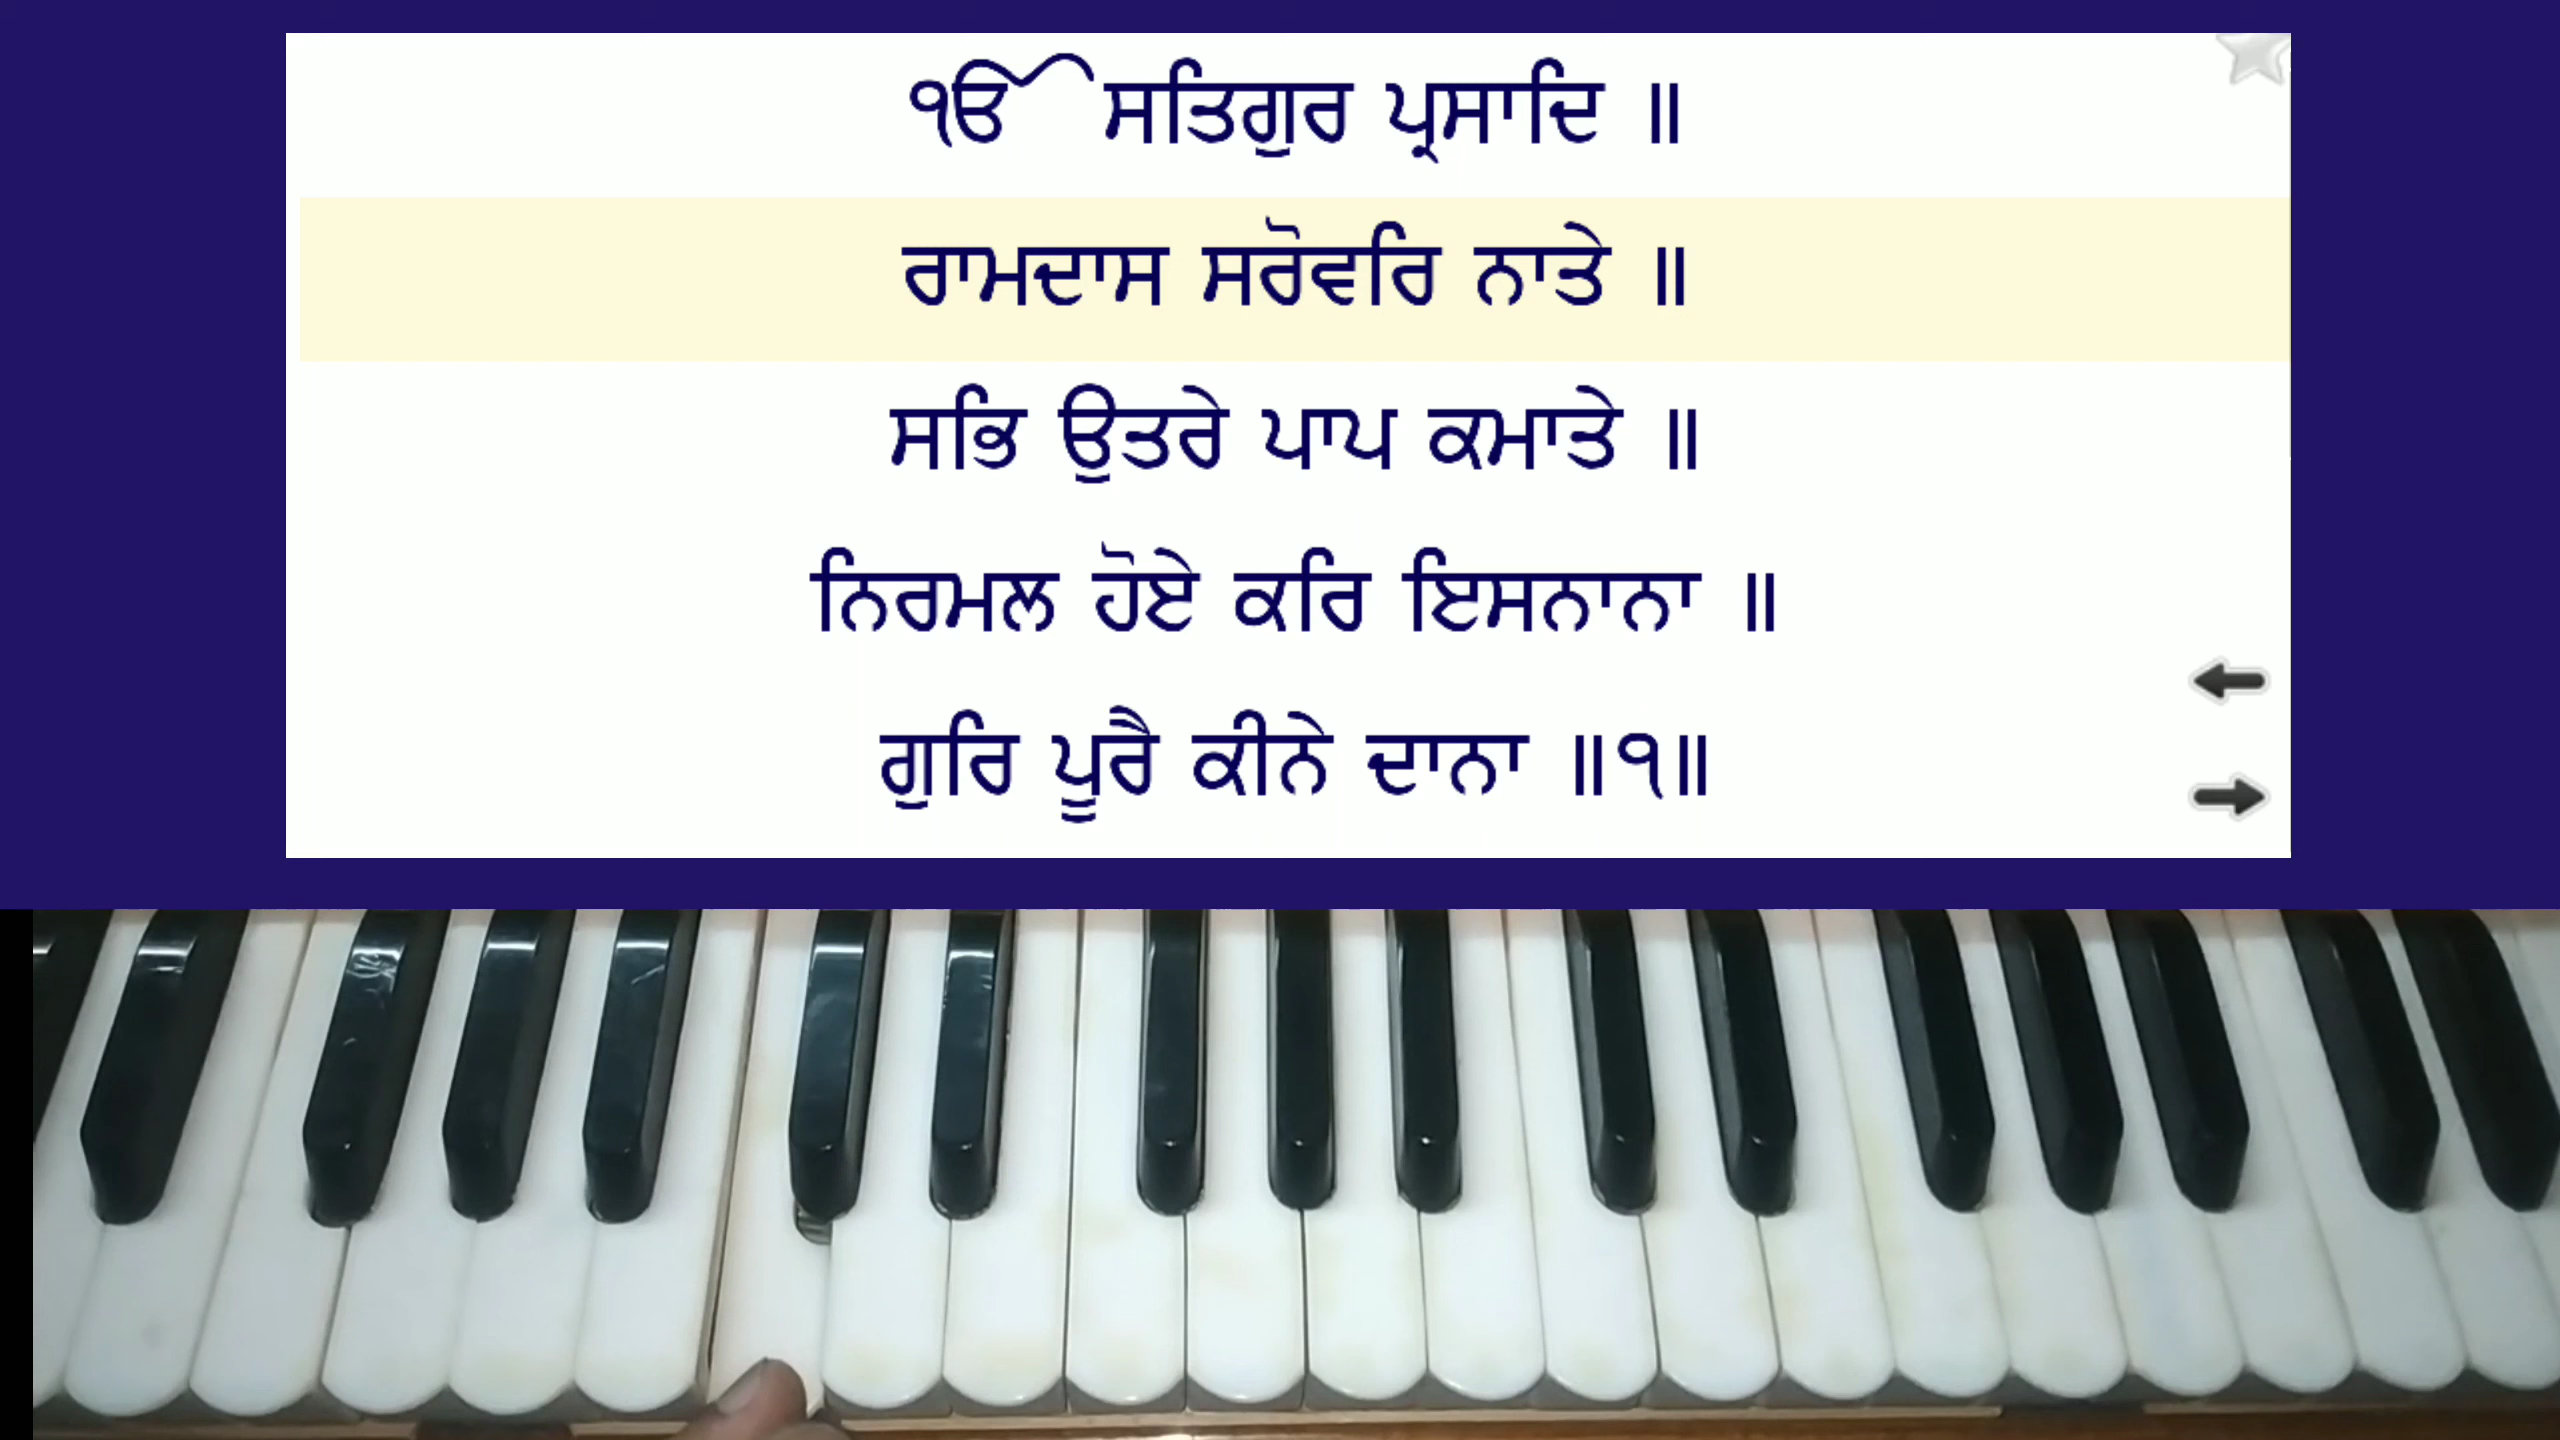 ੴ ਸਤਿਗੁਰ ਪ੍ਰਸਾਦਿ ॥
ਰਾਮਦਾਸ ਸਰੋਵਰਿ ਨਾਤੇ ॥
ਸਭਿ ਉਤਰੇ ਪਾਪ ਕਮਾਤੇ ॥
ਨਿਰਮਲ ਹੋਏ ਕਰਿ ਇਸਨਾਨਾ ॥
ਗੁਰਿ ਪੂਰੈ ਕੀਨੇ ਦਾਨਾ ॥੧॥